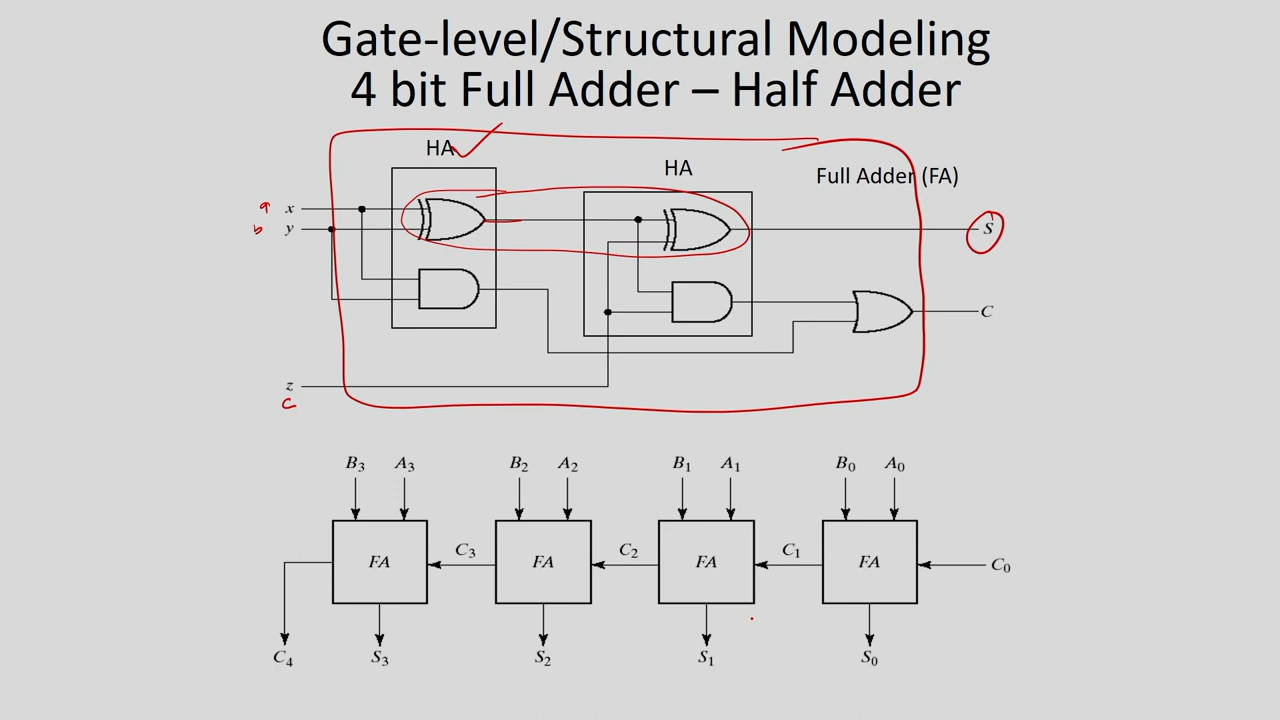 Gate-level/Structural Modeling
4 bit Full Adder – Half Adder
HA
HA
Full Adder (FA)
a x
b y
S
C
z
c
B3 A3 B2 A2 B1 A1 B0 A0
FA C3 FA C2 FA C1 FA C0
C4 S3 S2 S1 S0